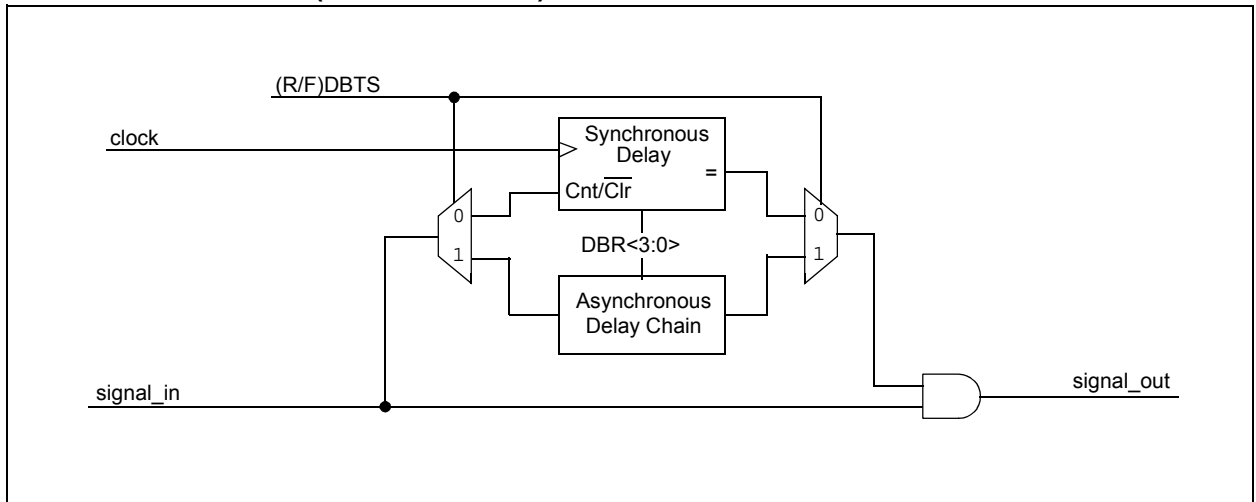 (R/F)DBTS
clock
Synchronous
Delay
=
Cnt/Clr
0
0
DBR<3:0>
1
1
Asynchronous
Delay Chain
signal_in
signal_out